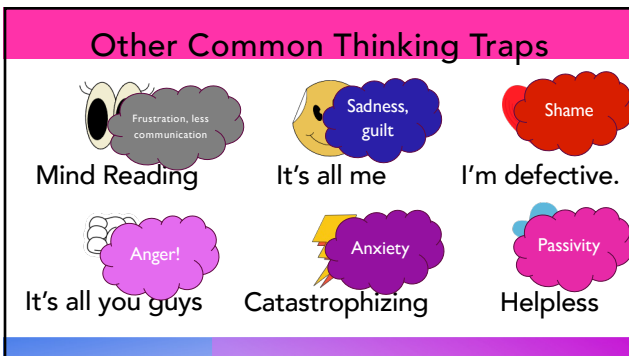 Other Common Thinking Traps
Frustration, less
communication
Mind Reading
Sadness,
guilt
It's all me
Shame
I'm defective.
Anger!
It's all you guys
Anxiety
Catastrophizing
Passivity
Helpless